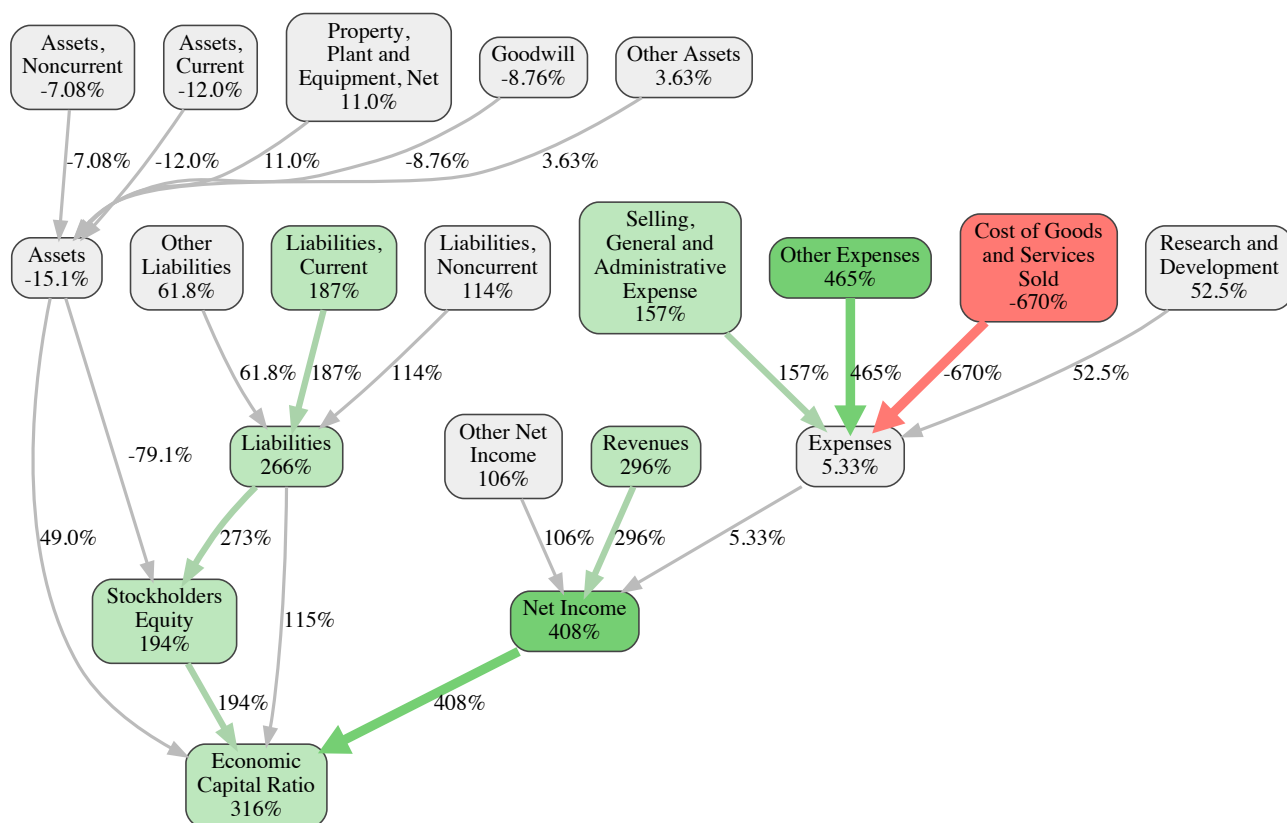 Assets,
Noncurrent
-7.08%
Assets,
Current
-12.0%
Property,
Plant and
Equipment, Net
11.0%
Goodwill
-8.76%
Other Assets
3.63%
-7.08%
-12.0%
11.0%
-8.76%
3.63%
Assets
-15.1%
Other
Liabilities
61.8%
Liabilities,
Current
187%
Liabilities,
Noncurrent
114%
Selling,
General and
Administrative
Expense
157%
Other Expenses
465%
Cost of Goods
and Services
Sold
-670%
Research and
Development
52.5%
61.8%
187%
114%
157%
465%
-670%
52.5%
-79.1%
Liabilities
266%
Other Net
Income
106%
Revenues
296%
Expenses
5.33%
49.0%
273%
106%
296%
5.33%
Stockholders
Equity
194%
115%
Net Income
408%
194%
408%
Economic
Capital Ratio
316%